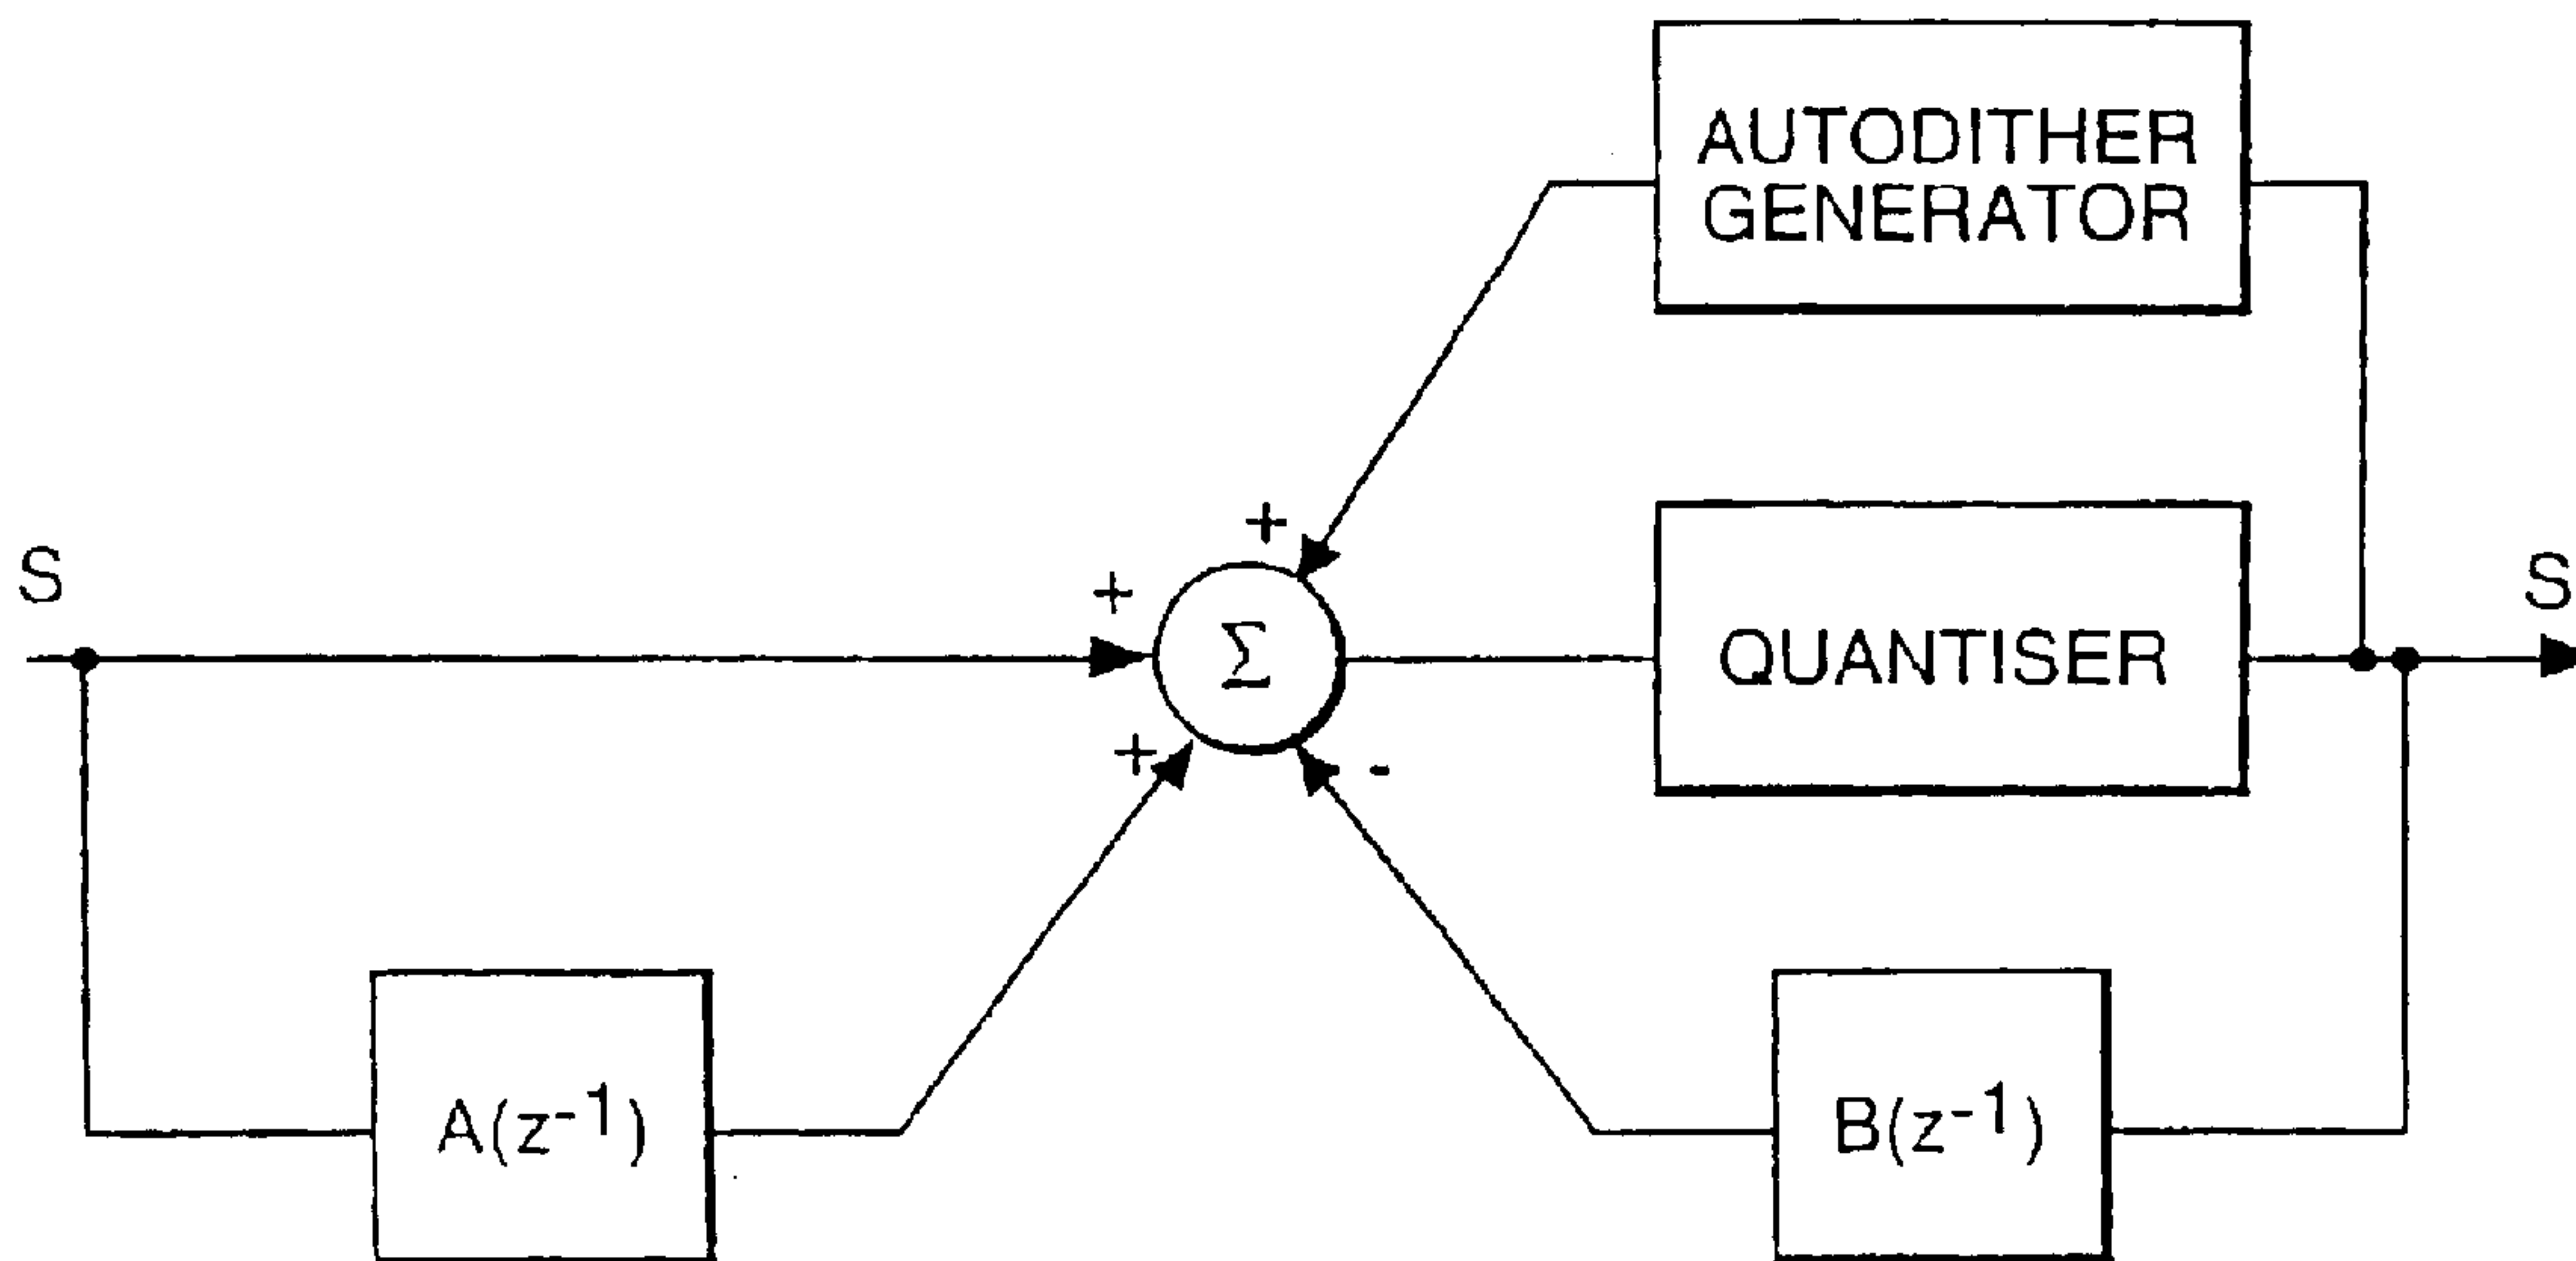 AUTODITHER
GENERATOR
+
S
+
Σ
QUANTISER
S
+
-
A(z⁻¹)
B(z⁻¹)